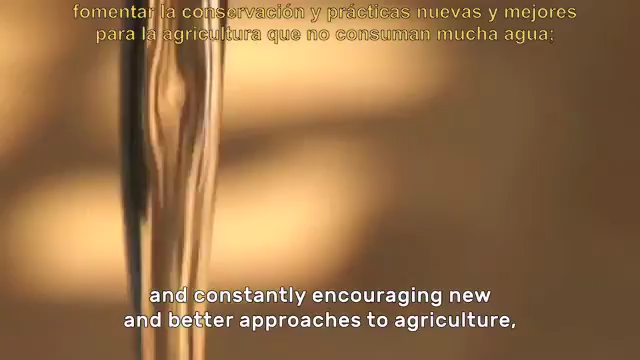 fomentar la conservación y prácticas nuevas y mejores
para la agricultura que no consuman mucha agua;
and constantly encouraging new
and better approaches to agriculture,